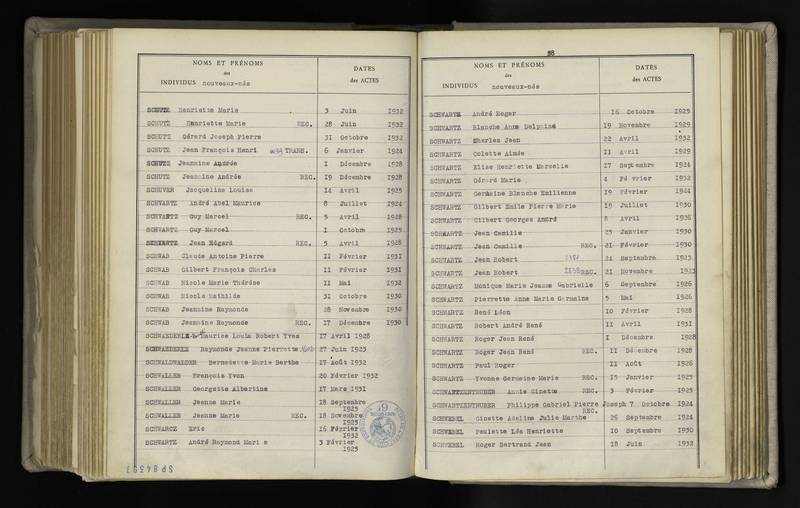 NOMS ET PRÉNOMS
des
INDIVIDUS nouveaux-nés
DATES
des ACTES
SCHUTZ Henriette Marie 3 Juin 1932
SCHUTZ Henriette Marie REC. 28 Juin 1932
SCHUTZ Gérard Joseph Pierre 31 Octobre 1932
SCHUTZ Jean François Henri TRANS. 6 Janvier 1924
SCHUTZ Jeannine Andrée I Décembre 1928
SCHUTZ Jeannine Andrée REC. 19 Décembre 1928
SCHUVER Jacqueline Louise 14 Avril 1925
SCHVARTZ André Abel Maurice 8 Juillet 1924
SCHVARTZ Guy Marcel REC. 5 Avril 1928
SCHVARTZ Guy Marcel I Octobre 1925
SCHVARTZ Jean Edgard REC. 5 Avril 1928
SCHWAB Claude Antoine Pierre II Février 1931
SCHWAB Gilbert François Charles II Février 1931
SCHWAB Nicole Marie Thérèse II Mai 1932
SCHWAB Nicole Mathilde 31 Octobre 1930
SCHWAB Jeannine Raymonde 28 Novembre 1930
SCHWAB Jeannine Raymonde REC. 17 Décembre 1930
SCHWAEDERLE Maurice Louis Robert Yves 17 Avril 1928
SCHWAEDERLE Raymonde Jeanne Pierrette 27 Juin 1923
SCHWALDWALDER Bernadette Marie Berthe 17 Août 1932
SCHWALLER François Yvon 20 Février 1932
SCHWALLER Georgette Albertine 17 Mars 1931
SCHWALLER Jeanne Marie 18 Septembre
1923
SCHWALLER Jeanne Marie REC. 18 Novembre
1923
SCHWARCZ Eric 16 Février
1932
SCHWARTZ André Raymond Marie 3 Février
1925
SP84397
38
NOMS ET PRÉNOMS
des
INDIVIDUS nouveaux-nés
DATES
des ACTES
SCHWARTZ André Roger 16 Octobre 1925
SCHWARTZ Blanche Anne Delphine 19 Novembre 1929
SCHWARTZ Charles Jean 22 Avril 1932
SCHWARTZ Colette Aimée II Avril 1929
SCHWARTZ Elise Henriette Marcelle 17 Septembre 1924
SCHWARTZ Gérard Marie 4 Février 1932
SCHWARTZ Germaine Blanche Emilienne 19 Février 1924
SCHWARTZ Gilbert Emile Pierre Marie 19 Juillet 1930
SCHWARTZ Gilbert Georges André 8 Avril 1926
SCHWARTZ Jean Camille 25 Janvier 1930
SCHWARTZ Jean Camille REC. 21 Février 1930
SCHWARTZ Jean Robert 24 Septembre 1923
SCHWARTZ Jean Robert REC. 21 Novembre 1923
SCHWARTZ Monique Marie Jeanne Gabrielle 6 Septembre 1926
SCHWARTZ Pierrette Anne Marie Germaine 5 Mai 1926
SCHWARTZ René Léon 10 Février 1928
SCHWARTZ Robert André René II Avril 1931
SCHWARTZ Roger Jean René I Décembre 1928
SCHWARTZ Roger Jean René REC. II Décembre 1928
SCHWARTZ Paul Roger II Août 1926
SCHWARTZ Yvonne Germaine Marie REC. 15 Janvier 1925
SCHWARTZENTRUBER Annie Ginette REC. 3 Février 1925
SCHWARTZENTRUBER Philippe Gabriel Pierre Joseph 7 Octobre 1924
REC.
SCHWEBEL Ginette Adeline Julie Marthe 26 Septembre 1924
SCHWEBEL Paulette Léa Henriette 10 Septembre 1930
SCHWEBEL Roger Bertrand Jean 18 Juin 1932